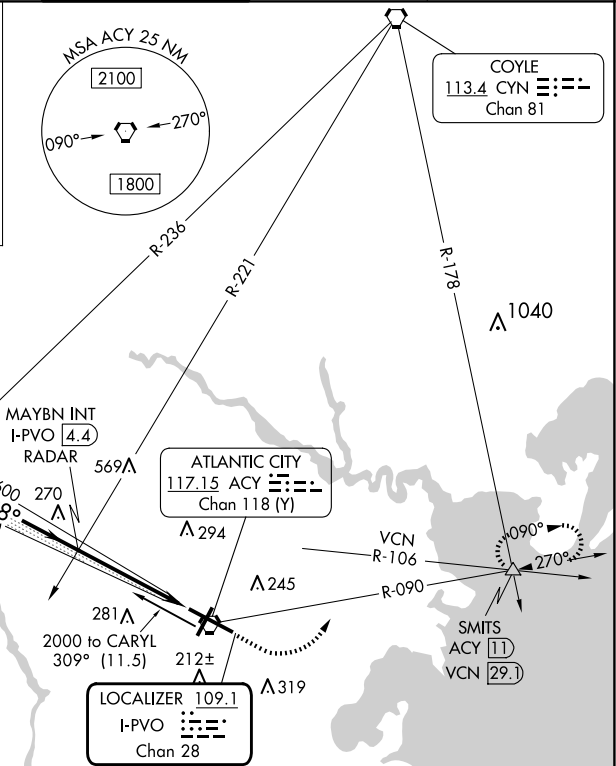 MSA ACY 25 NM
2100
090°
270°
1800
COYLE
113.4 CYN
Chan 81
R-236
R-221
R-178
1040
MAYBN INT
I-PVO 4.4
RADAR
569
270
8°
ATLANTIC CITY
117.15 ACY
Chan 118 (Y)
294
VCN
R-106
090°
270°
R-090
245
281
2000 to CARYL
309° (11.5)
212±
319
SMITS
ACY 11
VCN 29.1
LOCALIZER 109.1
I-PVO
Chan 28